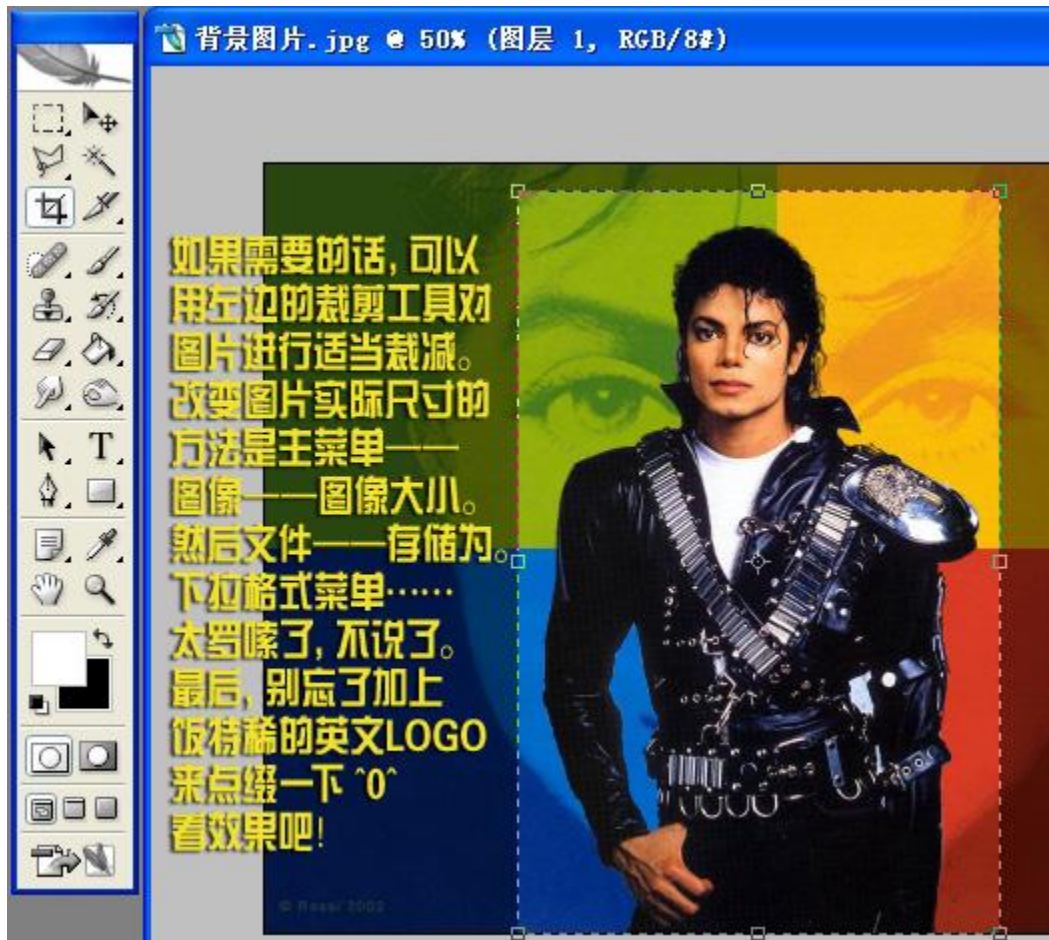 背景图片.jpg @ 50% (图层 1, RGB/8#)
如果需要的话,可以
用左边的裁剪工具对
图片进行适当裁减。
改变图片实际尺寸的
方法是主菜单——
图像——图像大小。
然后文件——存储为。
下拉格式菜单……
太罗嗦了,不说了。
最后,别忘了加上
饭特稀的英文LOGO
来点缀一下 ^0^
看效果吧!
T
© Rossi 2002